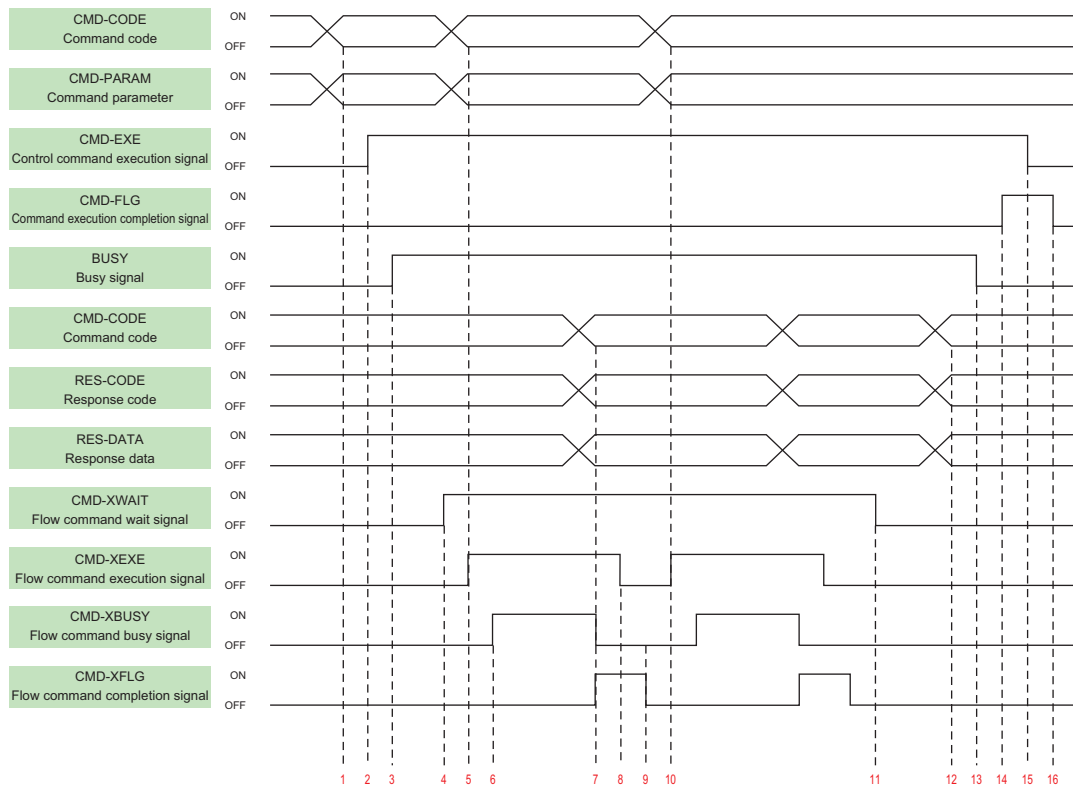 CMD-CODE
Command code
ON
OFF
CMD-PARAM
Command parameter
ON
OFF
CMD-EXE
Control command execution signal
ON
OFF
CMD-FLG
Command execution completion signal
ON
OFF
BUSY
Busy signal
ON
OFF
CMD-CODE
Command code
ON
OFF
RES-CODE
Response code
ON
OFF
RES-DATA
Response data
ON
OFF
CMD-XWAIT
Flow command wait signal
ON
OFF
CMD-XEXE
Flow command execution signal
ON
OFF
CMD-XBUSY
Flow command busy signal
ON
OFF
CMD-XFLG
Flow command completion signal
ON
OFF
1 2 3 4 5 6 7 8 9 10 11 12 13 14 15 16